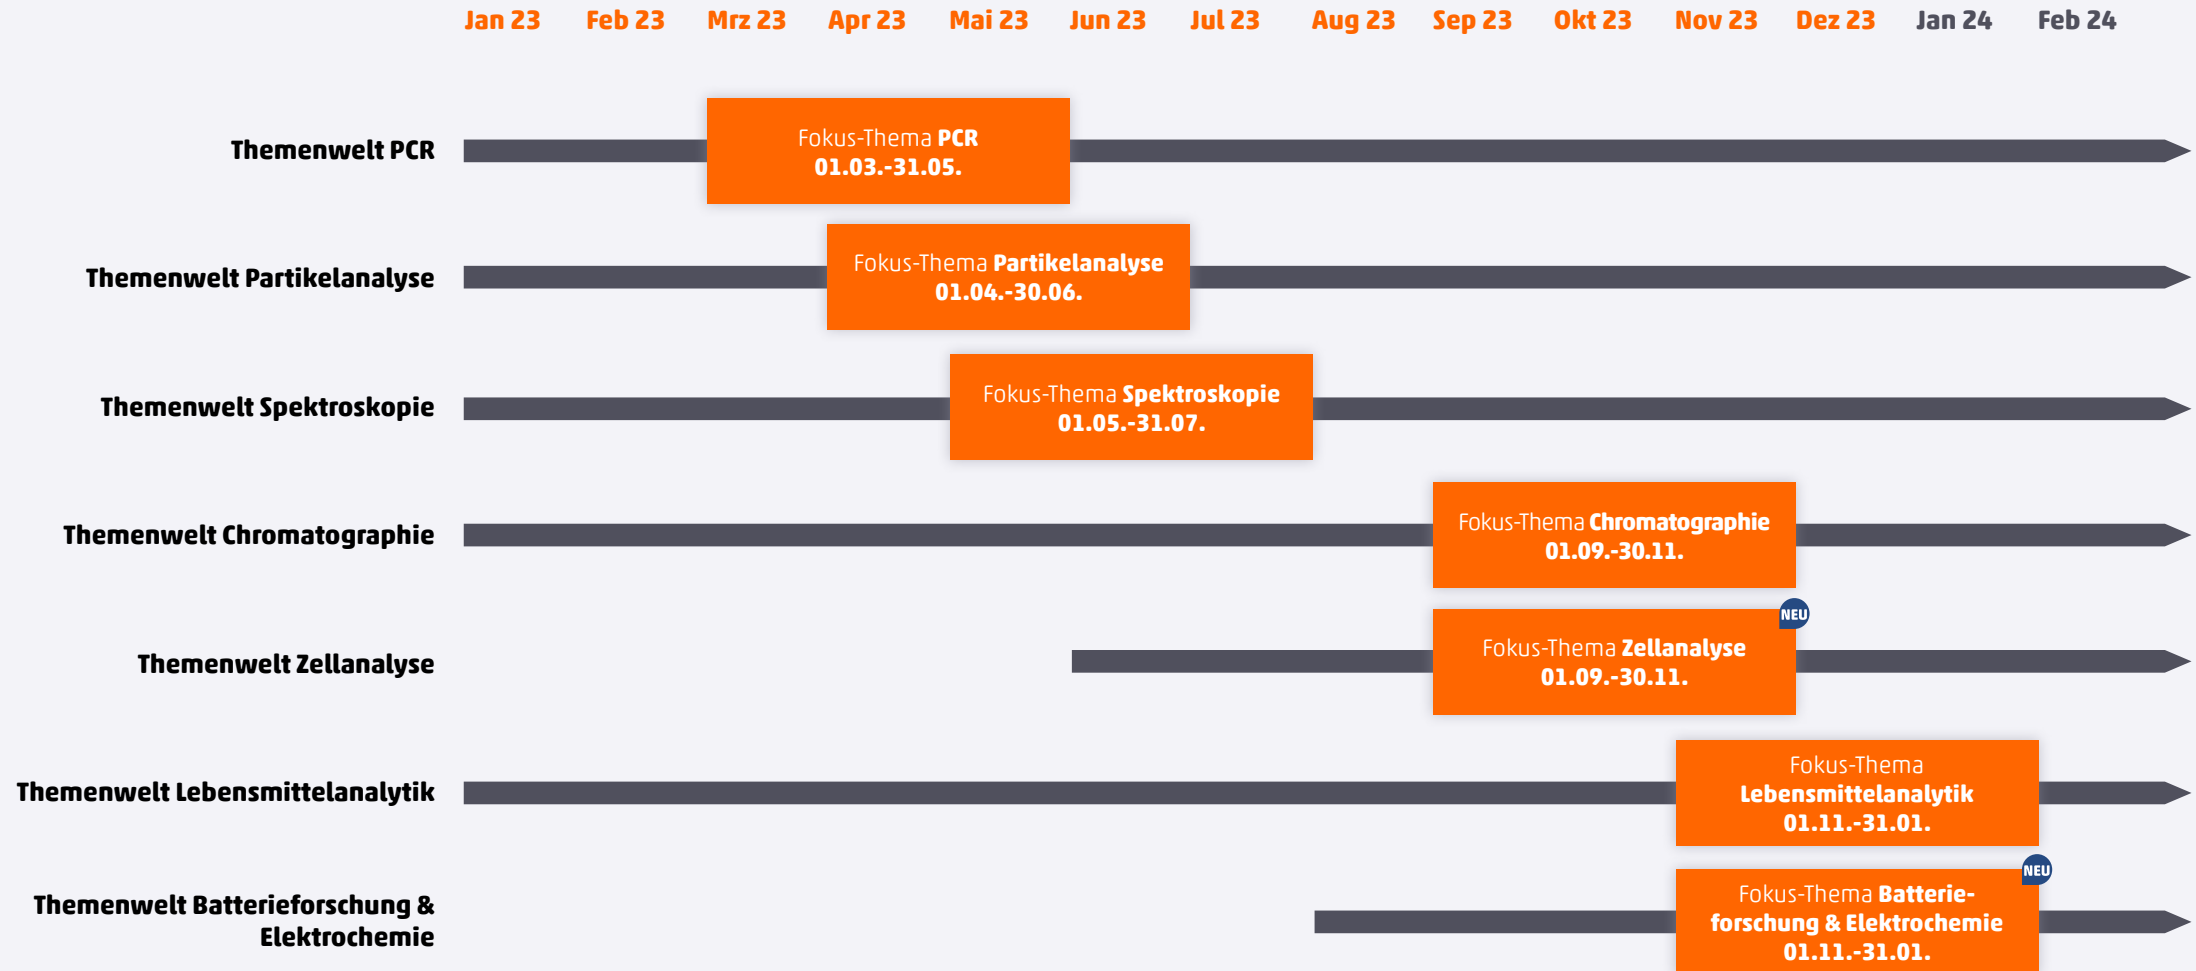 Jan 23 Feb 23 Mrz 23 Apr 23 Mai 23 Jun 23 Jul 23 Aug 23 Sep 23 Okt 23 Nov 23 Dez 23 Jan 24 Feb 24
Themenwelt PCR
Fokus-Thema PCR
01.03.-31.05.
Themenwelt Partikelanalyse
Fokus-Thema Partikelanalyse
01.04.-30.06.
Themenwelt Spektroskopie
Fokus-Thema Spektroskopie
01.05.-31.07.
Themenwelt Chromatographie
Fokus-Thema Chromatographie
01.09.-30.11.
Themenwelt Zellanalyse
Fokus-Thema Zellanalyse
01.09.-30.11.
NEU
Themenwelt Lebensmittelanalytik
Fokus-Thema
Lebensmittelanalytik
01.11.-31.01.
Themenwelt Batterieforschung &
Elektrochemie
Fokus-Thema Batterie-
forschung & Elektrochemie
01.11.-31.01.
NEU